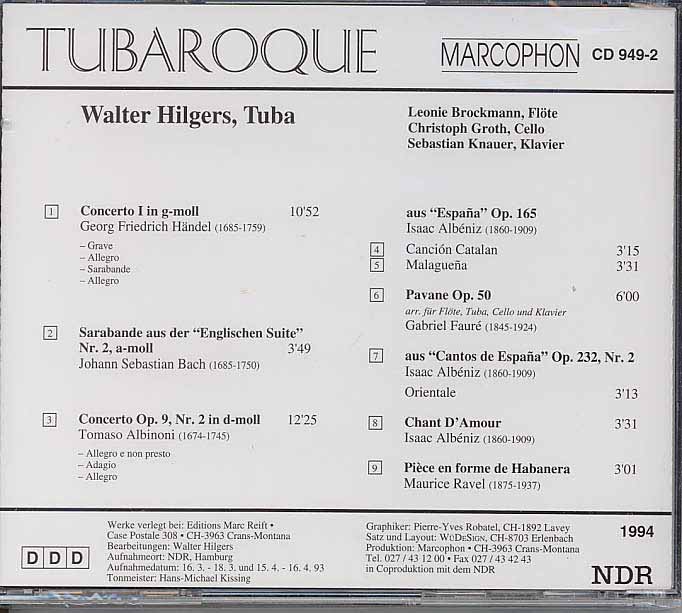 TUBAROQUE
MARCOPHON CD 949-2
Walter Hilgers, Tuba
Leonie Brockmann, Flöte
Christoph Groth, Cello
Sebastian Knauer, Klavier
1 Concerto I in g-moll 10'52
Georg Friedrich Händel (1685-1759)
– Grave
– Allegro
– Sarabande
– Allegro
2 Sarabande aus der “Englischen Suite”
Nr. 2, a-moll 3'49
Johann Sebastian Bach (1685-1750)
3 Concerto Op. 9, Nr. 2 in d-moll 12'25
Tomaso Albinoni (1674-1745)
– Allegro e non presto
– Adagio
– Allegro
aus “España” Op. 165
Isaac Albéniz (1860-1909)
4 Canción Catalan 3'15
5 Malagueña 3'31
6 Pavane Op. 50 6'00
arr. für Flöte, Tuba, Cello und Klavier
Gabriel Fauré (1845-1924)
7 aus “Cantos de España” Op. 232, Nr. 2
Isaac Albéniz (1860-1909)
Orientale 3'13
8 Chant D'Amour 3'31
Isaac Albéniz (1860-1909)
9 Pièce en forme de Habanera 3'01
Maurice Ravel (1875-1937)
DDD
Werke verlegt bei: Editions Marc Reift •
Case Postale 308 • CH-3963 Crans-Montana
Bearbeitungen: Walter Hilgers
Aufnahmeort: NDR, Hamburg
Aufnahmedatum: 16. 3. - 18. 3. und 15. 4. - 16. 4. 93
Tonmeister: Hans-Michael Kissing
Graphiker: Pierre-Yves Robatel, CH-1892 Lavey
Satz und Layout: WÜDESIGN, CH-8703 Erlenbach
Produktion: Marcophon • CH-3963 Crans-Montana
Tel. 027 / 43 12 00 • Fax 027 / 43 42 43
in Coproduktion mit dem NDR
1994
NDR